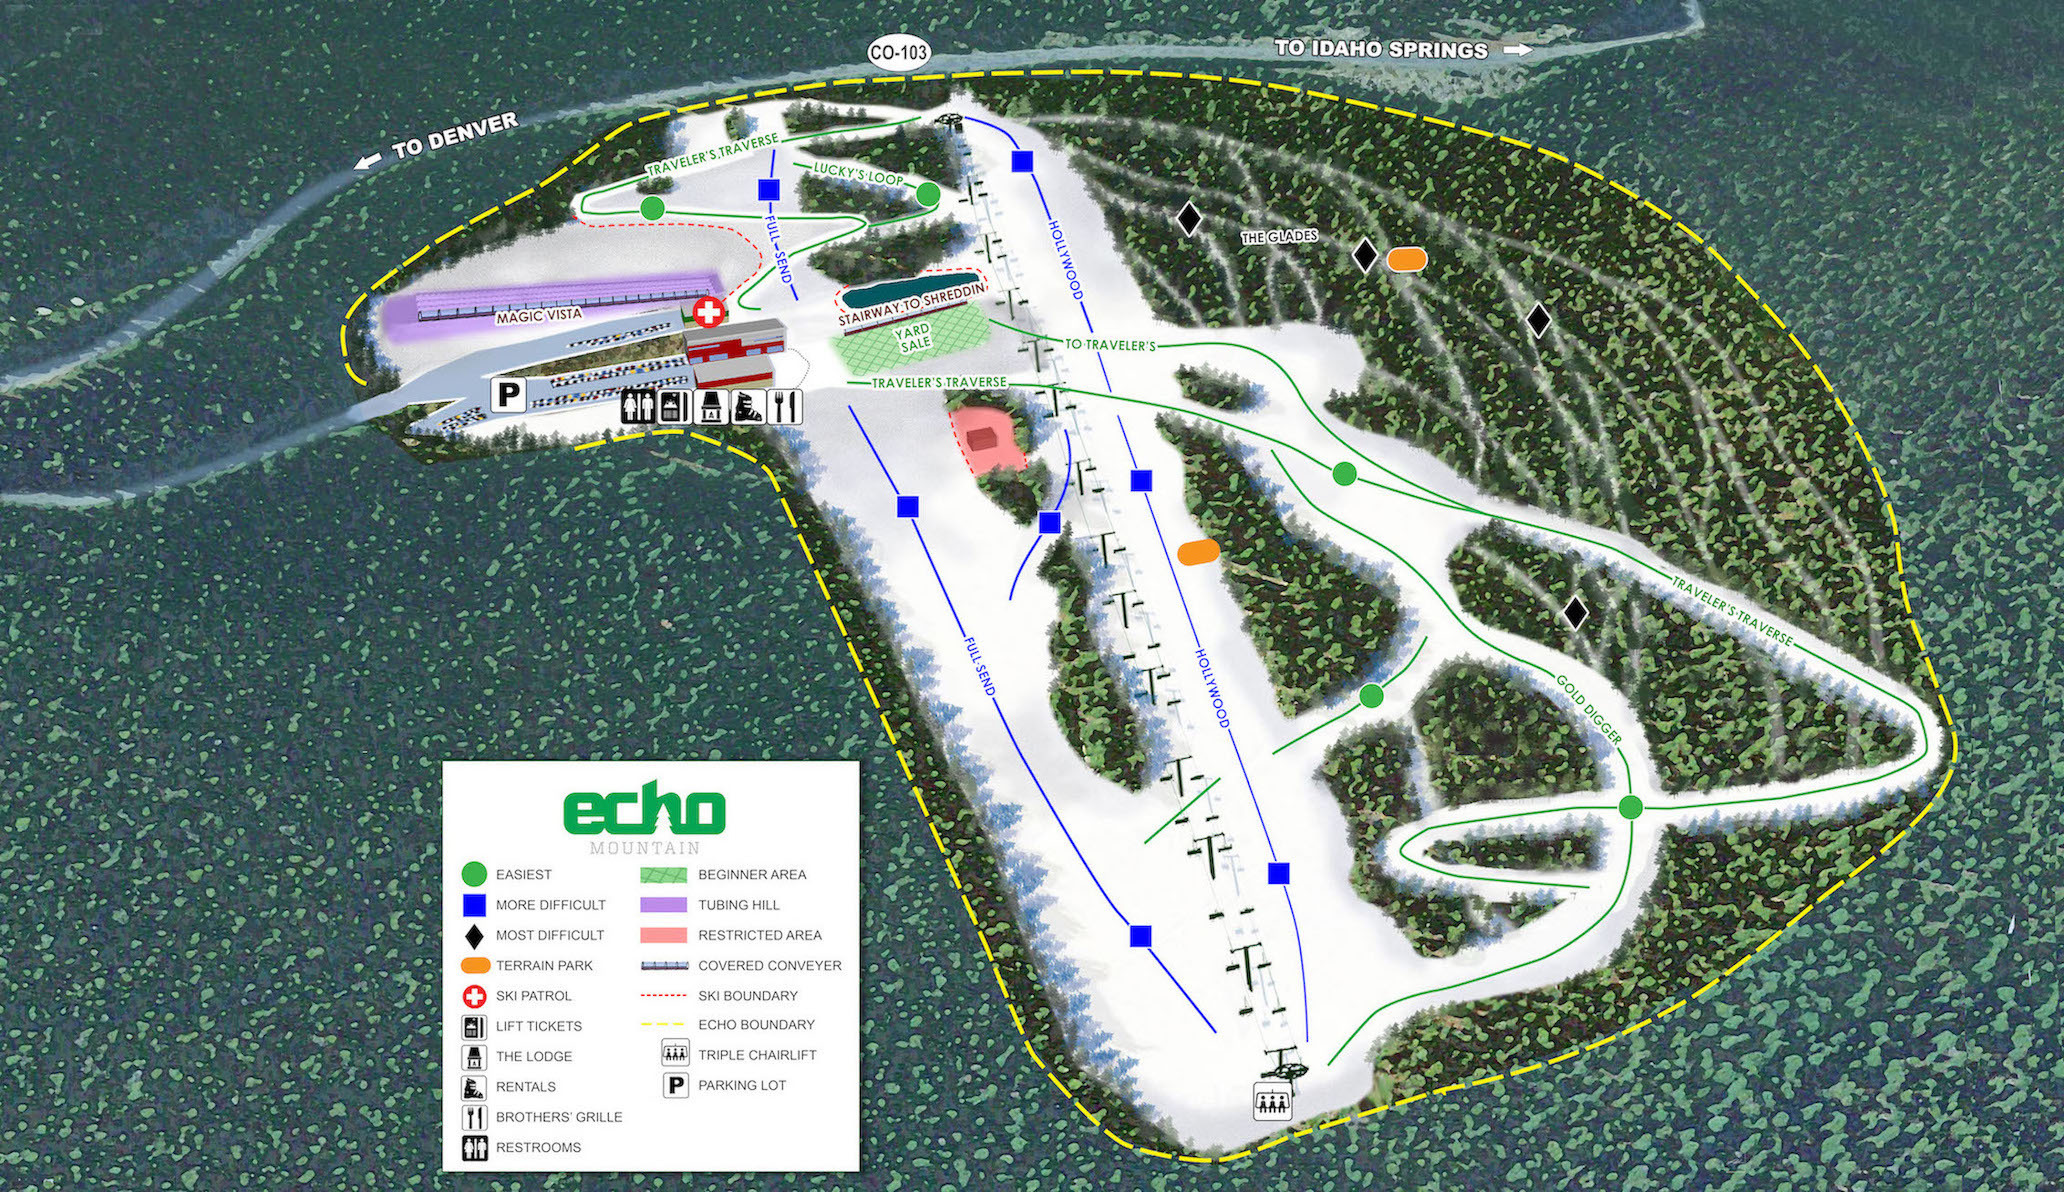 CO-103
TO IDAHO SPRINGS
TO DENVER
TRAVELER'S TRAVERSE
LUCKY'S LOOP
FULL-SEND
HOLLYWOOD
THE GLADES
MAGIC VISTA
STAIRWAY TO SHREDDIN
YARD
SALE
TO TRAVELER'S
TRAVELER'S TRAVERSE
P
FULL-SEND
HOLLYWOOD
TRAVELER'S TRAVERSE
GOLD DIGGER
echo
MOUNTAIN
EASIEST
MORE DIFFICULT
MOST DIFFICULT
TERRAIN PARK
SKI PATROL
LIFT TICKETS
THE LODGE
RENTALS
BROTHERS' GRILLE
RESTROOMS
BEGINNER AREA
TUBING HILL
RESTRICTED AREA
COVERED CONVEYER
SKI BOUNDARY
ECHO BOUNDARY
TRIPLE CHAIRLIFT
P PARKING LOT